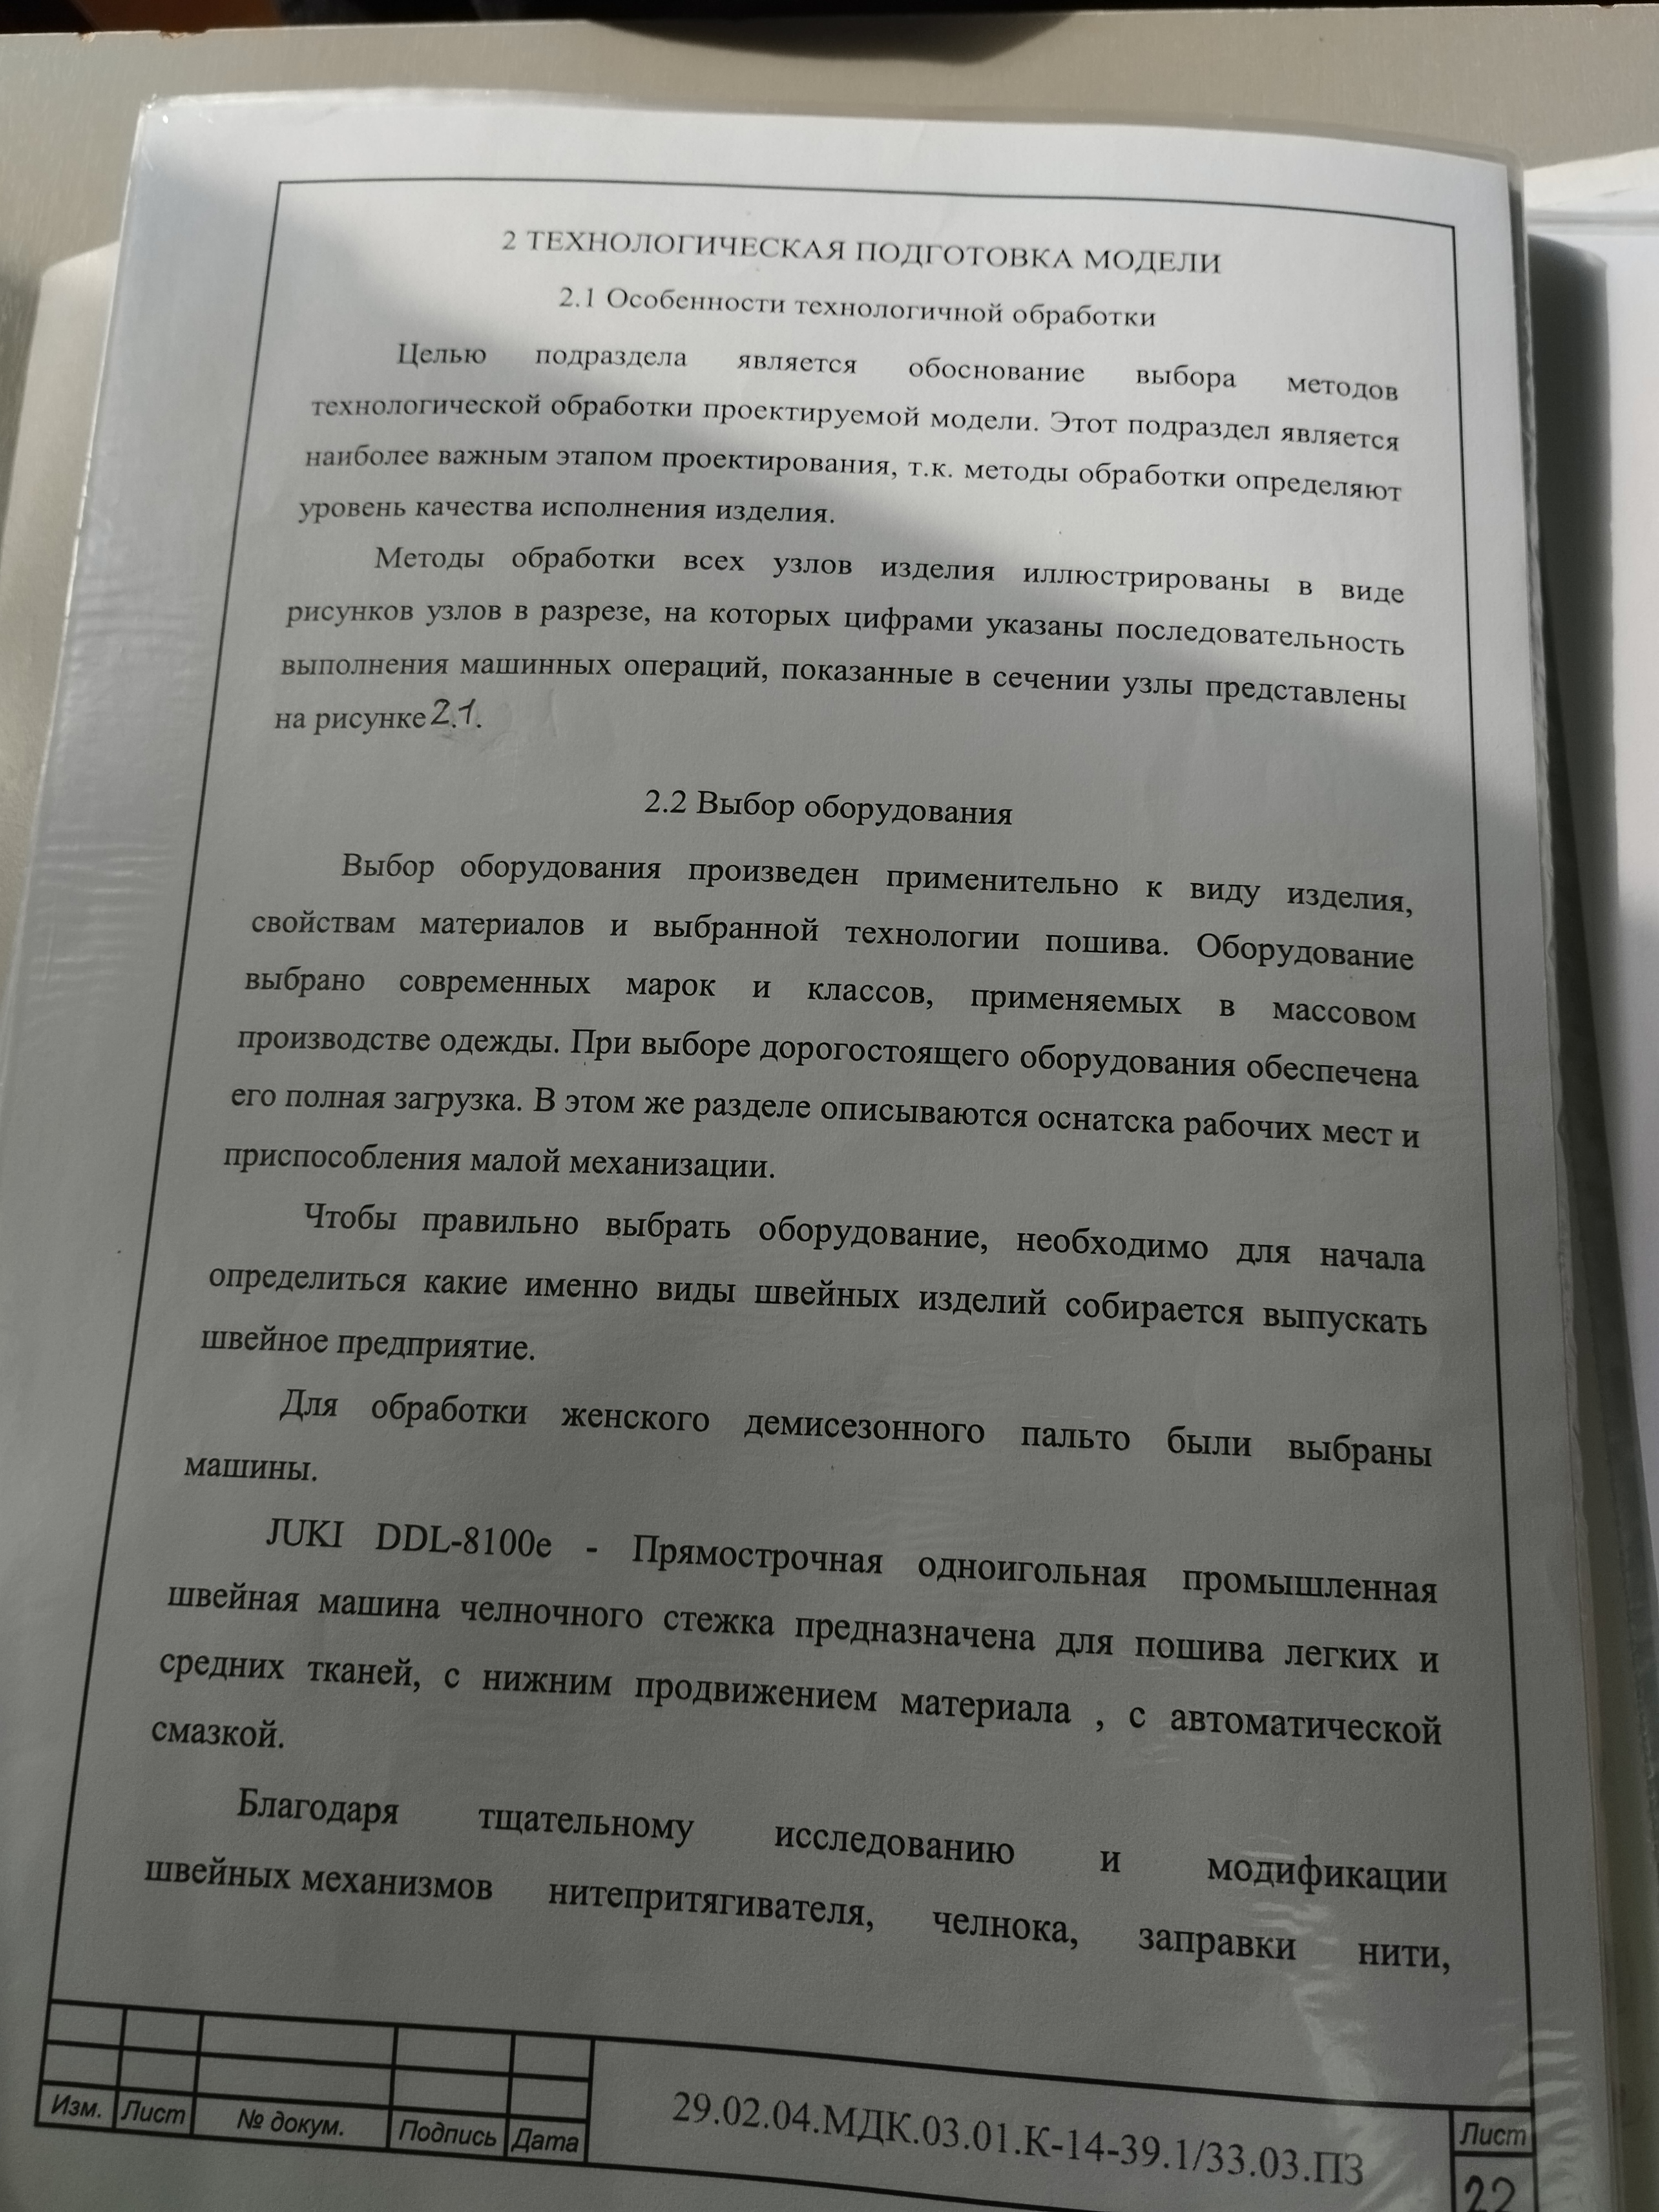 2 ТЕХНОЛОГИЧЕСКАЯ ПОДГОТОВКА МОДЕЛИ
2.1 Особенности технологичной обработки
Целью подраздела является обоснование выбора методов
технологической обработки проектируемой модели. Этот подраздел является
наиболее важным этапом проектирования, т.к. методы обработки определяют
уровень качества исполнения изделия.
Методы обработки всех узлов изделия иллюстрированы в виде
рисунков узлов в разрезе, на которых цифрами указаны последовательность
выполнения машинных операций, показанные в сечении узлы представлены
на рисунке 2.1.
2.2 Выбор оборудования
Выбор оборудования произведен применительно к виду изделия,
свойствам материалов и выбранной технологии пошива. Оборудование
выбрано современных марок и классов, применяемых в массовом
производстве одежды. При выборе дорогостоящего оборудования обеспечена
его полная загрузка. В этом же разделе описываются оснатска рабочих мест и
приспособления малой механизации.
Чтобы правильно выбрать оборудование, необходимо для начала
определиться какие именно виды швейных изделий собирается выпускать
швейное предприятие.
Для обработки женского демисезонного пальто были выбраны
машины.
JUKI DDL-8100e - Прямострочная одноигольная промышленная
швейная машина челночного стежка предназначена для пошива легких и
средних тканей, с нижним продвижением материала , с автоматической
смазкой.
Благодаря тщательному исследованию и модификации
швейных механизмов нитепритягивателя, челнока, заправки нити,
Изм. Лист № докум. Подпись Дата
29.02.04.МДК.03.01.К-14-39.1/33.03.ПЗ
Лист
22